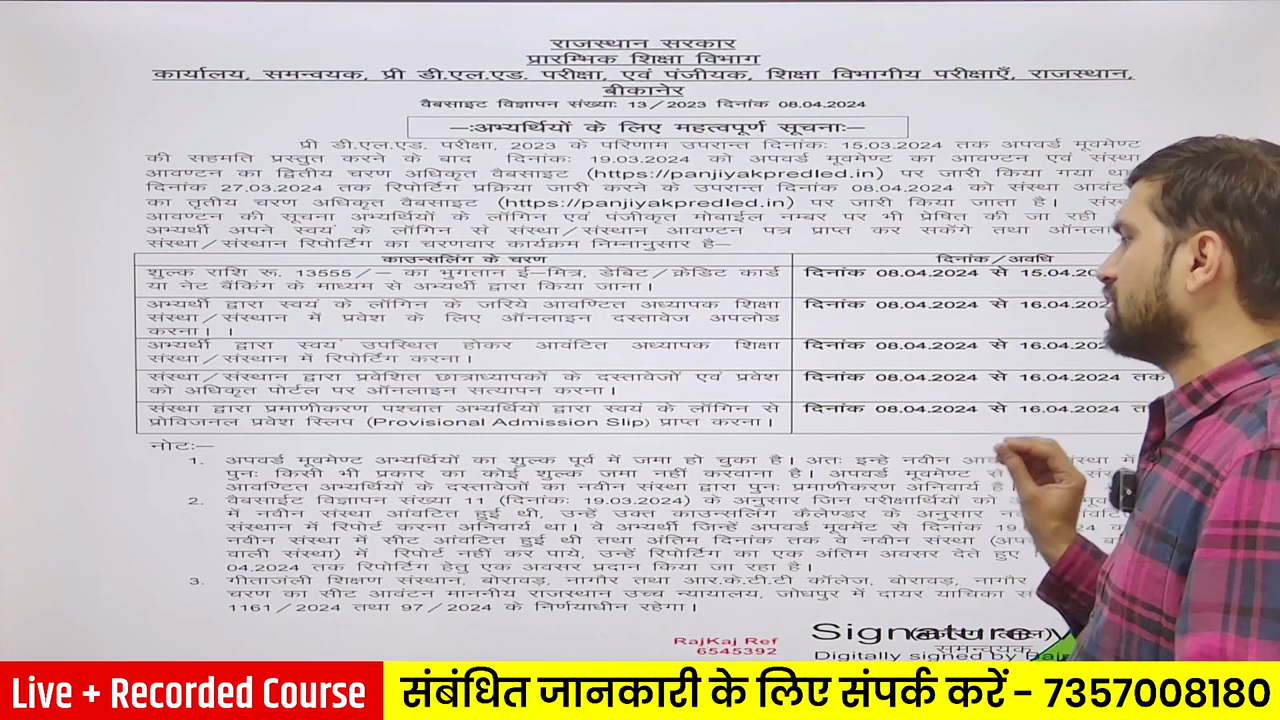 राजस्थान सरकार
प्रारम्भिक शिक्षा विभाग
कार्यालय, समन्वयक, प्री डी.एल.एड. परीक्षा, एवं पंजीयक, शिक्षा विभागीय परीक्षाएँ, राजस्थान,
बीकानेर
वैबसाइट विज्ञापन संख्याः 13/2023 दिनांक 08.04.2024
—:अभ्यर्थियों के लिए महत्वपूर्ण सूचनाः—
प्री डी.एल.एड. परीक्षा, 2023 के परिणाम उपरान्त दिनांकः 15.03.2024 तक अपवर्ड मूवमेण्ट
की सहमति प्रस्तुत करने के बाद दिनांकः 19.03.2024 को अपवर्ड मूवमेण्ट का आवण्टन एवं संस्था
आवण्टन का द्वितीय चरण अधिकृत वैबसाइट (https://panjiyakpredled.in) पर जारी किया गया था
दिनांक 27.03.2024 तक रिपोर्टिंग प्रक्रिया जारी करने के उपरान्त दिनांक 08.04.2024 को संस्था
का तृतीय चरण अधिकृत वैबसाइट (https://panjiyakpredled.in) पर जारी किया जाता है।
आवण्टन की सूचना अभ्यर्थियों के लॉगिन एवं पंजीकृत मोबाईल नम्बर पर भी प्रेषित की जा रही
अभ्यर्थी अपने स्वयं के लॉगिन से संस्था/संस्थान आवण्टन पत्र प्राप्त कर सकेंगे तथा
संस्था/संस्थान रिपोर्टिंग का चरणवार कार्यक्रम निम्नानुसार है—
काउन्सलिंग के चरण दिनांक/अवधि
शुल्क राशि रू. 13555/— का भुगतान ई—मित्र, डेबिट/क्रेडिट कार्ड दिनांक 08.04.2024 से 15.04.20
या नेट बैंकिंग के माध्यम से अभ्यर्थी द्वारा किया जाना।
अभ्यर्थी द्वारा स्वयं के लॉगिन के जरिये आवण्टित अध्यापक शिक्षा दिनांक 08.04.2024 से 16.04.202
संस्था/संस्थान में प्रवेश के लिए ऑनलाइन दस्तावेज अपलोड
करना। ।
अभ्यर्थी द्वारा स्वयं उपस्थित होकर आवंटित अध्यापक शिक्षा दिनांक 08.04.2024 से 16.04.202
संस्था/संस्थान में रिपोर्टिंग करना।
संस्था/संस्थान द्वारा प्रवेशित छात्राध्यापकों के दस्तावेजों एवं प्रवेश दिनांक 08.04.2024 से 16.04.2024 तक
को अधिकृत पोर्टल पर ऑनलाइन सत्यापन करना।
संस्था द्वारा प्रमाणीकरण पश्चात अभ्यर्थियों द्वारा स्वयं के लॉगिन से दिनांक 08.04.2024 से 16.04.2024
प्रोविजनल प्रवेश स्लिप (Provisional Admission Slip) प्राप्त करना।
नोटः—
1. अपवर्ड मूवमेण्ट अभ्यर्थियों का शुल्क पूर्व में जमा हो चुका है। अतः इन्हे नवीन संस्था में
पुनः किसी भी प्रकार का कोई शुल्क जमा नहीं करवाना है। अपवर्ड मूवमेण्ट से
आवण्टित अभ्यर्थियों के दस्तावेजों का नवीन संस्था द्वारा पुनः प्रमाणीकरण अनिवार्य है
2. वैबसाईट विज्ञापन संख्या 11 (दिनांकः 19.03.2024) के अनुसार जिन परीक्षार्थियों को
में नवीन संस्था आंवटित हुई थी, उन्हें उक्त काउन्सलिंग कैलेण्डर के अनुसार
संस्थान में रिपोर्ट करना अनिवार्य था। वे अभ्यर्थी जिन्हें अपवर्ड मूवमेंट से दिनांक 19.
नवीन संस्था में सीट आंवटित हुई थी तथा अंतिम दिनांक तक वे नवीन संस्था
वाली संस्था) में रिपोर्ट नहीं कर पाये, उन्हें रिपोर्टिंग का एक अंतिम अवसर देते हुए
04.2024 तक रिपोर्टिंग हेतु एक अवसर प्रदान किया जा रहा है।
3. गीताजंली शिक्षण संस्थान, बोरावड़, नागौर तथा आर.के.टी.टी कॉलेज, बोरावड़, नागौर
चरण का सीट आवंटन माननीय राजस्थान उच्च न्यायालय, जोधपुर में दायर याचिका
1161/2024 तथा 97/2024 के निर्णयाधीन रहेगा।
RajKaj Ref
6545392
Signature
समन्वयक
Digitally signed by
Live + Recorded Course
संबंधित जानकारी के लिए संपर्क करें – 7357008180